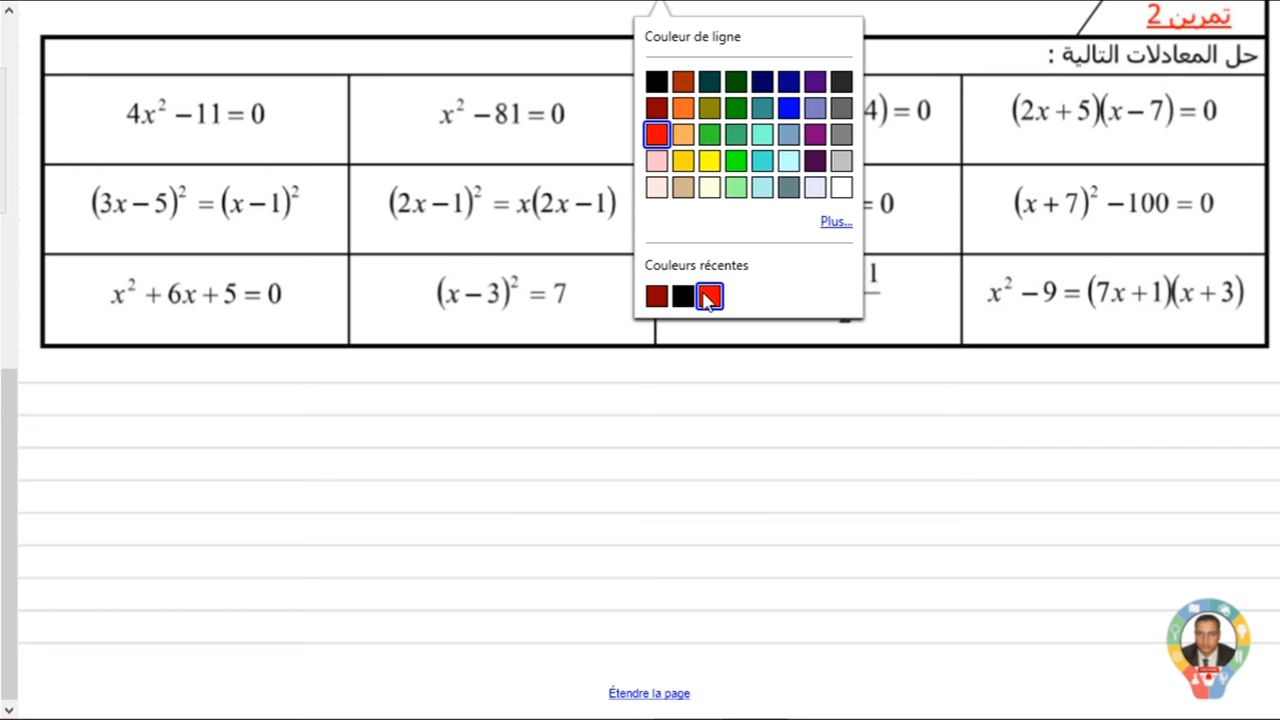 تمرين 2
حل المعادلات التالية :
Couleur de ligne
Plus...
Couleurs récentes
4x² − 11 = 0
x² − 81 = 0
4) = 0
(2x + 5)(x − 7) = 0
(3x − 5)² = (x − 1)²
(2x − 1)² = x(2x − 1)
= 0
(x + 7)² − 100 = 0
x² + 6x + 5 = 0
(x − 3)² = 7
1
x² − 9 = (7x + 1)(x + 3)
Étendre la page